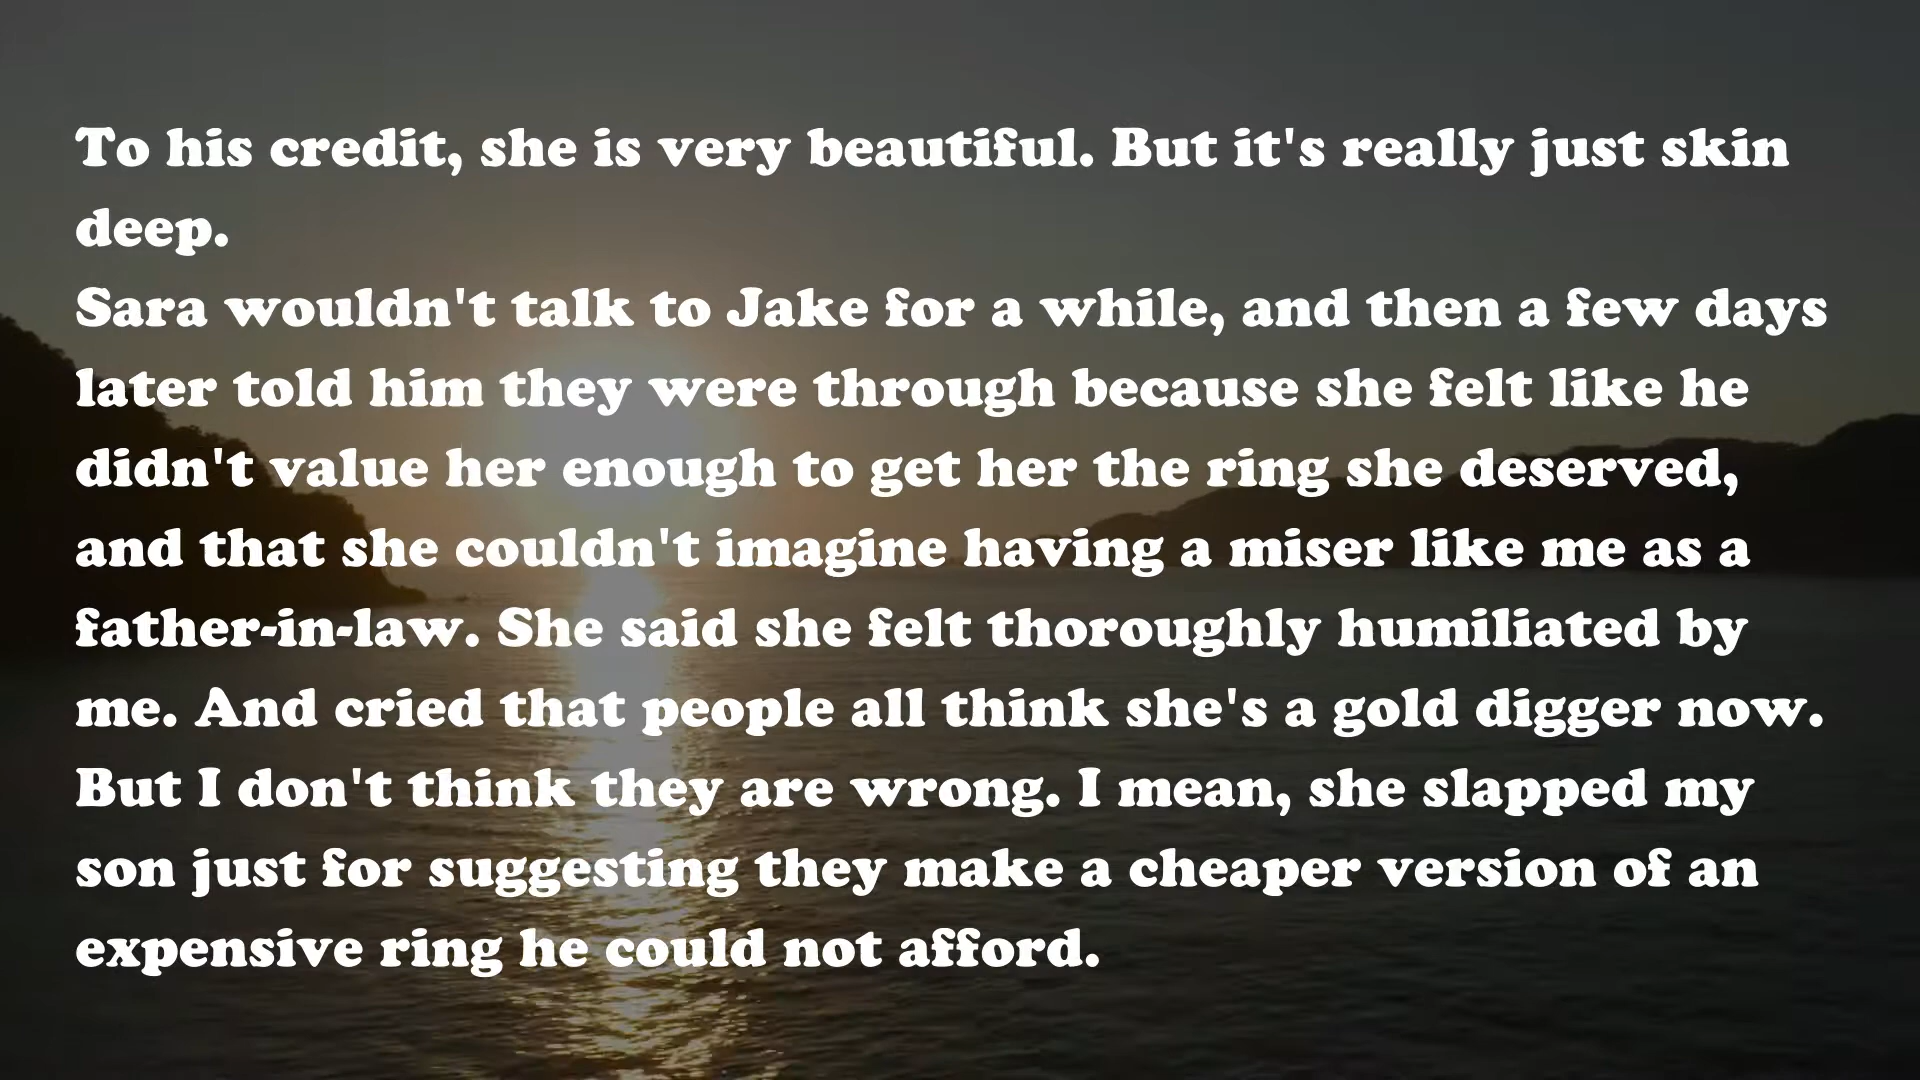 To his credit, she is very beautiful. But it's really just skin
deep.
Sara wouldn't talk to Jake for a while, and then a few days
later told him they were through because she felt like he
didn't value her enough to get her the ring she deserved,
and that she couldn't imagine having a miser like me as a
father-in-law. She said she felt thoroughly humiliated by
me. And cried that people all think she's a gold digger now.
But I don't think they are wrong. I mean, she slapped my
son just for suggesting they make a cheaper version of an
expensive ring he could not afford.